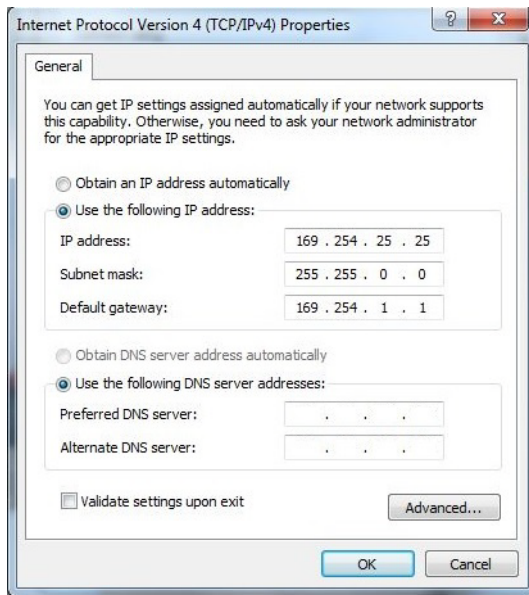 Internet Protocol Version 4 (TCP/IPv4) Properties
?
General
You can get IP settings assigned automatically if your network supports
this capability. Otherwise, you need to ask your network administrator
for the appropriate IP settings.
Obtain an IP address automatically
Use the following IP address:
IP address: 169 . 254 . 25 . 25
Subnet mask: 255 . 255 . 0 . 0
Default gateway: 169 . 254 . 1 . 1
Obtain DNS server address automatically
Use the following DNS server addresses:
Preferred DNS server: . . .
Alternate DNS server: . . .
Validate settings upon exit
Advanced...
OK Cancel